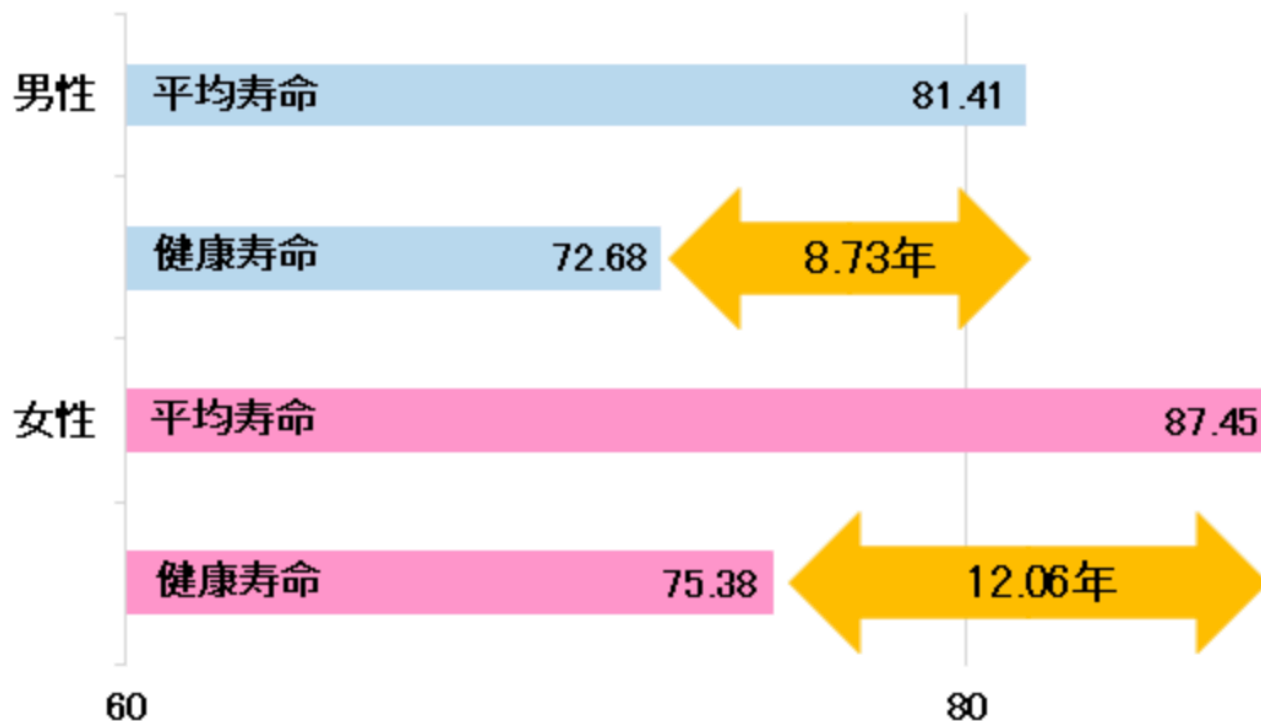 男性 平均寿命 81.41
健康寿命 72.68 8.73年
女性 平均寿命 87.45
健康寿命 75.38 12.06年
60 80